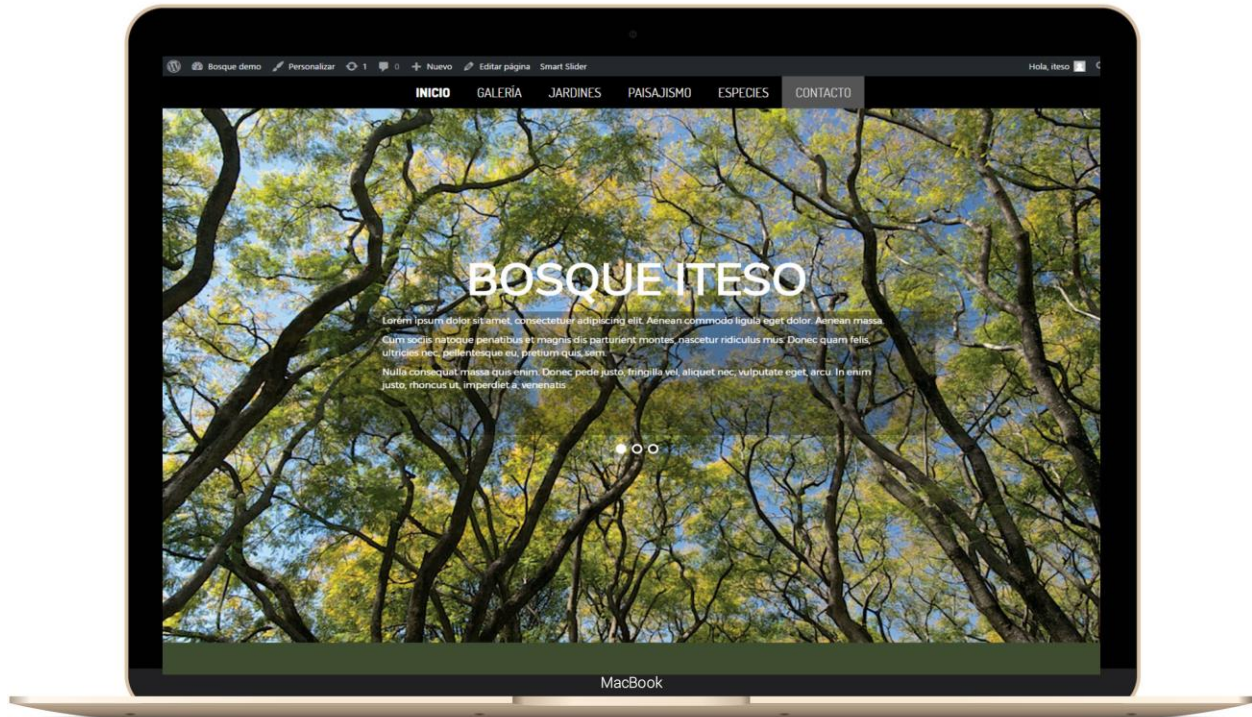 Bosque demo Personalizar 1 0 Nuevo Editar página Smart Slider Hola, iteso
INICIO GALERÍA JARDINES PAISAJISMO ESPECIES CONTACTO
BOSQUE ITESO
Lorem ipsum dolor sit amet, consectetuer adipiscing elit. Aenean commodo ligula eget dolor. Aenean massa.
Cum sociis natoque penatibus et magnis dis parturient montes, nascetur ridiculus mus. Donec quam felis,
ultricies nec, pellentesque eu, pretium quis, sem.
Nulla consequat massa quis enim. Donec pede justo, fringilla vel, aliquet nec, vulputate eget, arcu. In enim
justo, rhoncus ut, imperdiet a, venenatis
MacBook